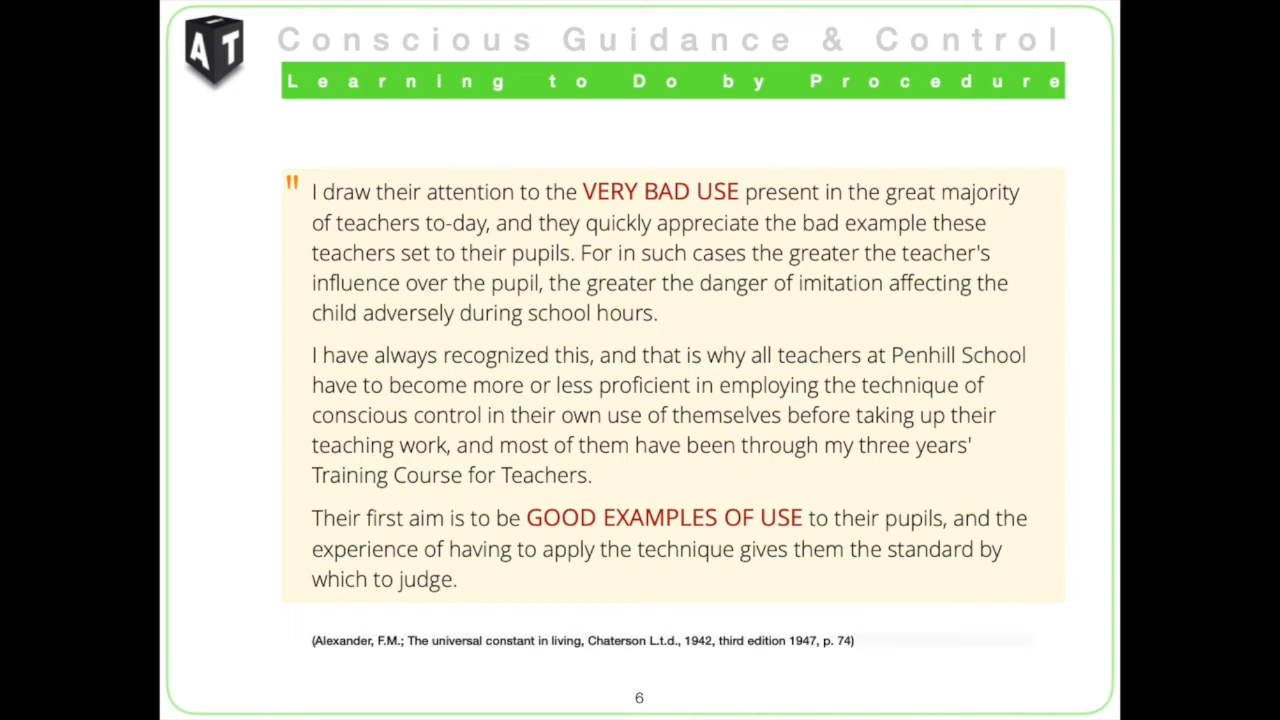 AT
Conscious Guidance & Control
Learning to Do by Procedure
" I draw their attention to the VERY BAD USE present in the great majority
of teachers to-day, and they quickly appreciate the bad example these
teachers set to their pupils. For in such cases the greater the teacher's
influence over the pupil, the greater the danger of imitation affecting the
child adversely during school hours.
I have always recognized this, and that is why all teachers at Penhill School
have to become more or less proficient in employing the technique of
conscious control in their own use of themselves before taking up their
teaching work, and most of them have been through my three years'
Training Course for Teachers.
Their first aim is to be GOOD EXAMPLES OF USE to their pupils, and the
experience of having to apply the technique gives them the standard by
which to judge.
(Alexander, F.M.; The universal constant in living, Chaterson L.t.d., 1942, third edition 1947, p. 74)
6